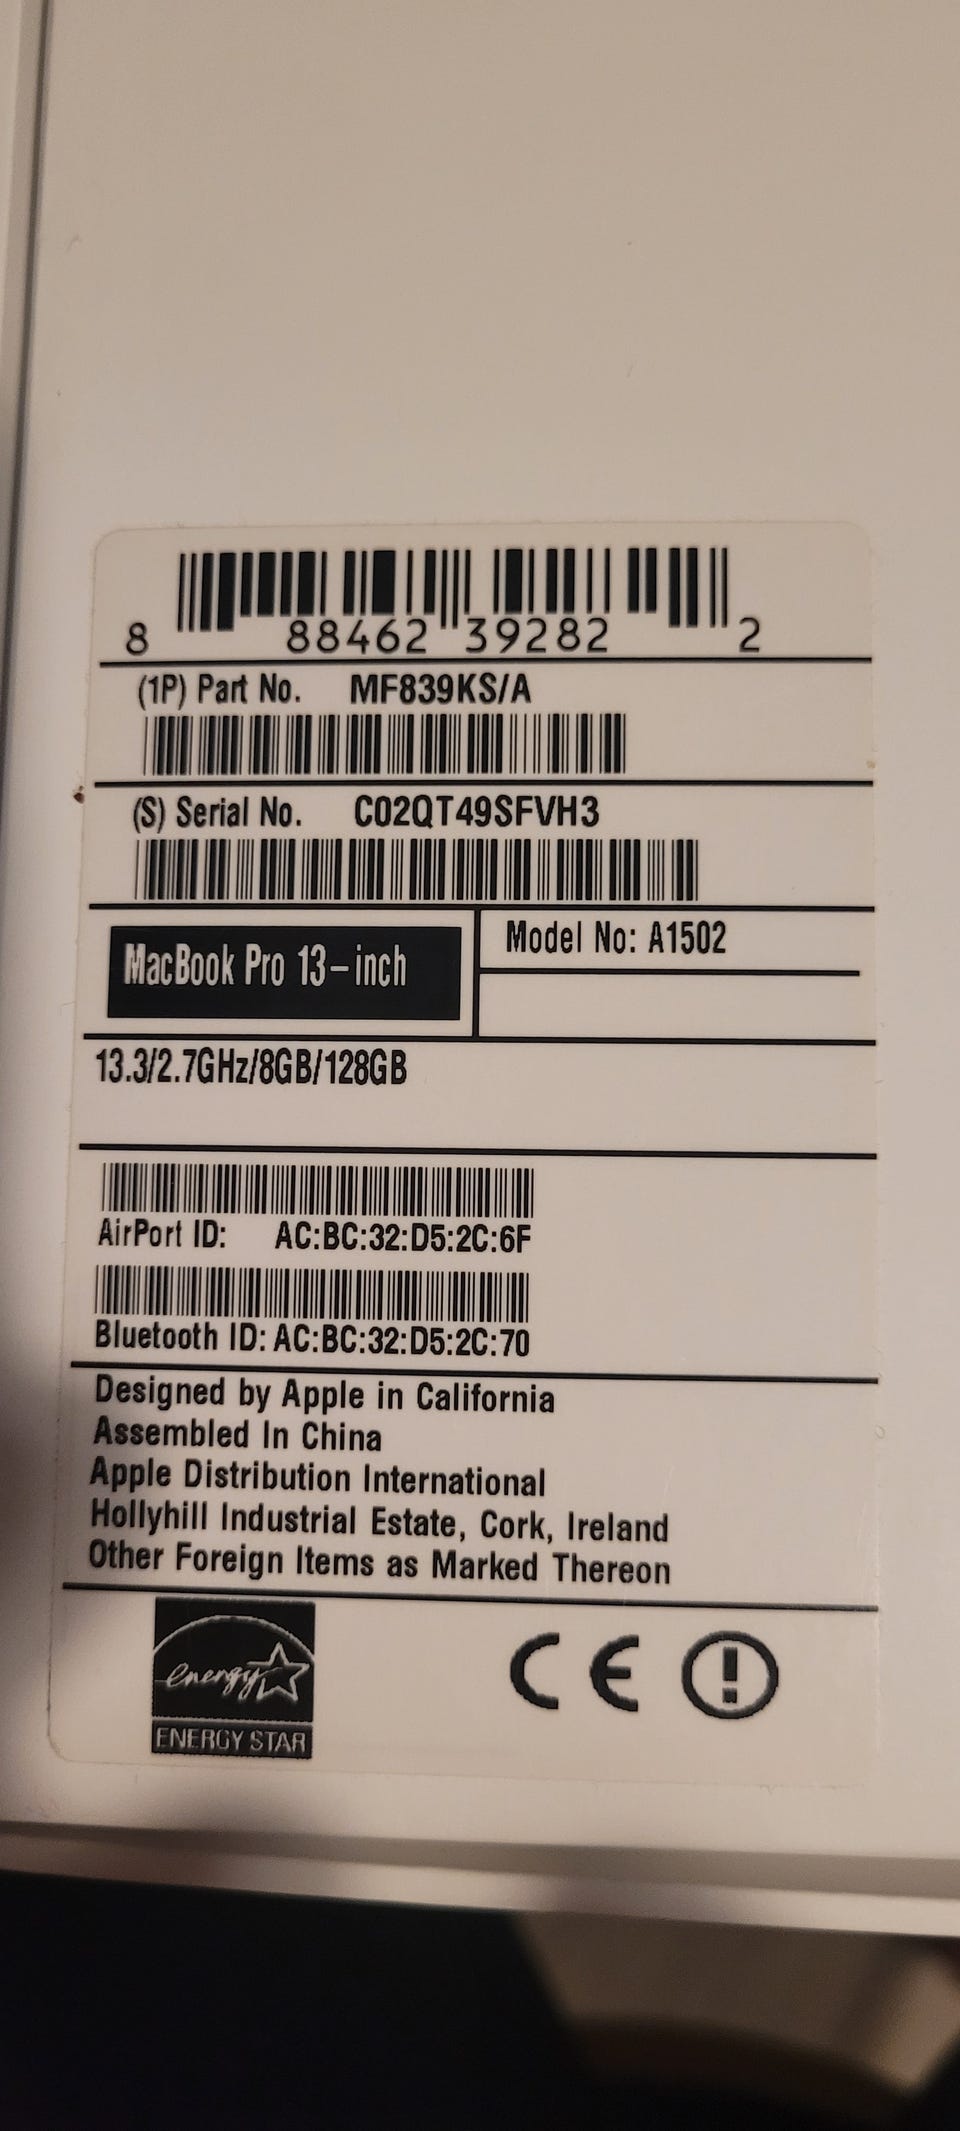 8 88462 39282 2
(1P) Part No. MF839KS/A
(S) Serial No. C02QT49SFVH3
MacBook Pro 13-inch
Model No: A1502
13.3/2.7GHz/8GB/128GB
AirPort ID: AC:BC:32:D5:2C:6F
Bluetooth ID: AC:BC:32:D5:2C:70
Designed by Apple in California
Assembled In China
Apple Distribution International
Hollyhill Industrial Estate, Cork, Ireland
Other Foreign Items as Marked Thereon
energy
ENERGY STAR
CE